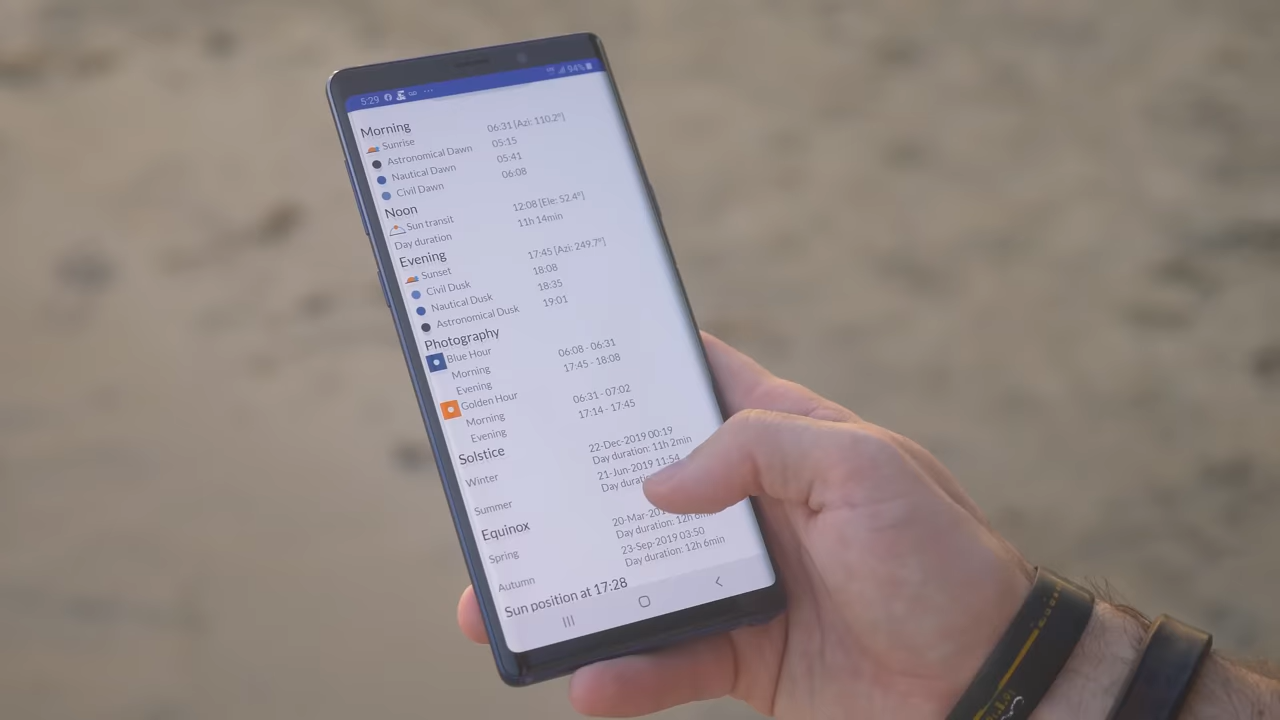 5:29 94%
Morning
Sunrise 06:31 [Azi: 110.2°]
Astronomical Dawn 05:15
Nautical Dawn 05:41
Civil Dawn 06:08
Noon
Sun transit 12:08 [Ele: 52.4°]
Day duration 11h 14min
Evening
Sunset 17:45 [Azi: 249.7°]
Civil Dusk 18:08
Nautical Dusk 18:35
Astronomical Dusk 19:01
Photography
Blue Hour
Morning 06:08 - 06:31
Evening 17:45 - 18:08
Golden Hour
Morning 06:31 - 07:02
Evening 17:14 - 17:45
Solstice
22-Dec-2019 00:19
Winter Day duration: 11h 2min
21-Jun-2019 11:54
Summer Day
Equinox
20-Mar
Spring Day duration: 12h 6min
23-Sep-2019 03:50
Autumn Day duration: 12h 6min
Sun position at 17:28